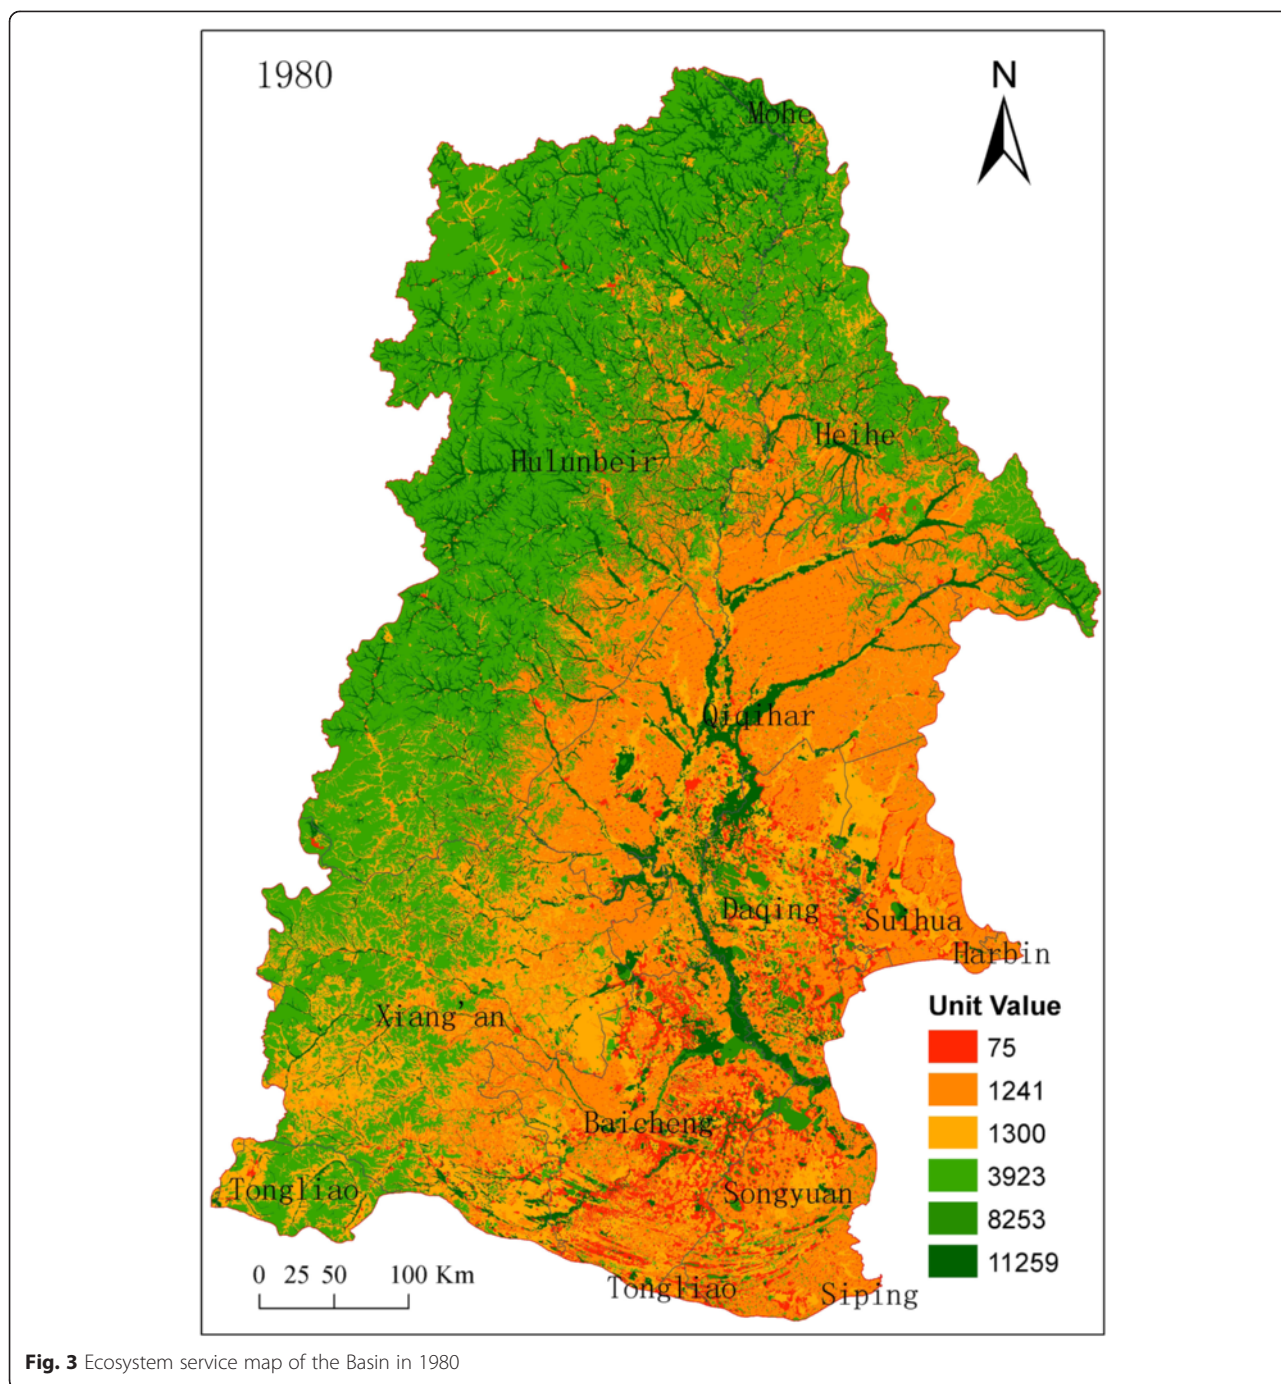 1980
N
Mohe
Heihe
Hulunbeir
Qiqihar
Daqing
Suihua
Harbin
Xiang'an
Unit Value
75
1241
1300
3923
8253
11259
Baicheng
Tongliao
Songyuan
0 25 50 100 Km
Tongliao
Siping
Fig. 3 Ecosystem service map of the Basin in 1980